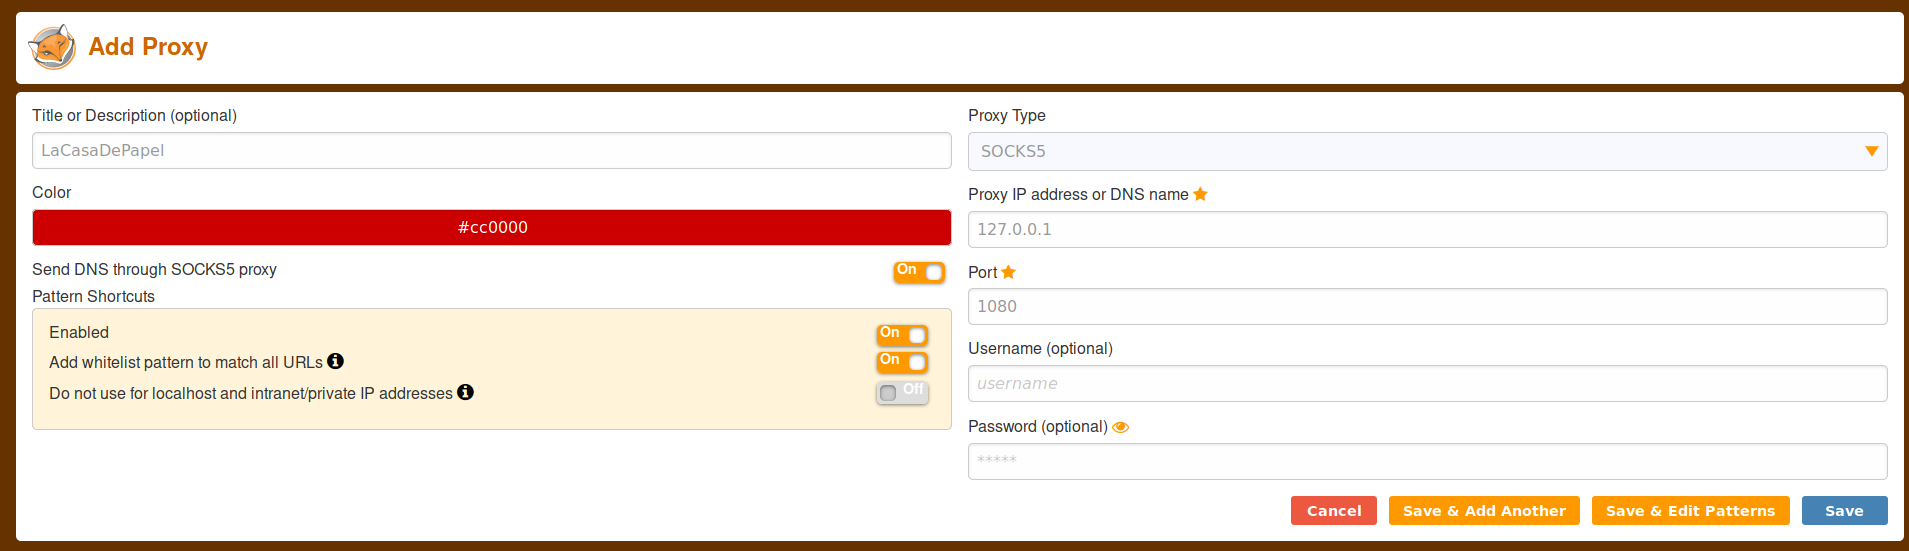 Add Proxy
Title or Description (optional)
LaCasaDePapel
Color
#cc0000
Send DNS through SOCKS5 proxy
On
Pattern Shortcuts
Enabled
On
Add whitelist pattern to match all URLs
On
Do not use for localhost and intranet/private IP addresses
Off
Proxy Type
SOCKS5
Proxy IP address or DNS name
127.0.0.1
Port
1080
Username (optional)
username
Password (optional)
*****
Cancel
Save & Add Another
Save & Edit Patterns
Save